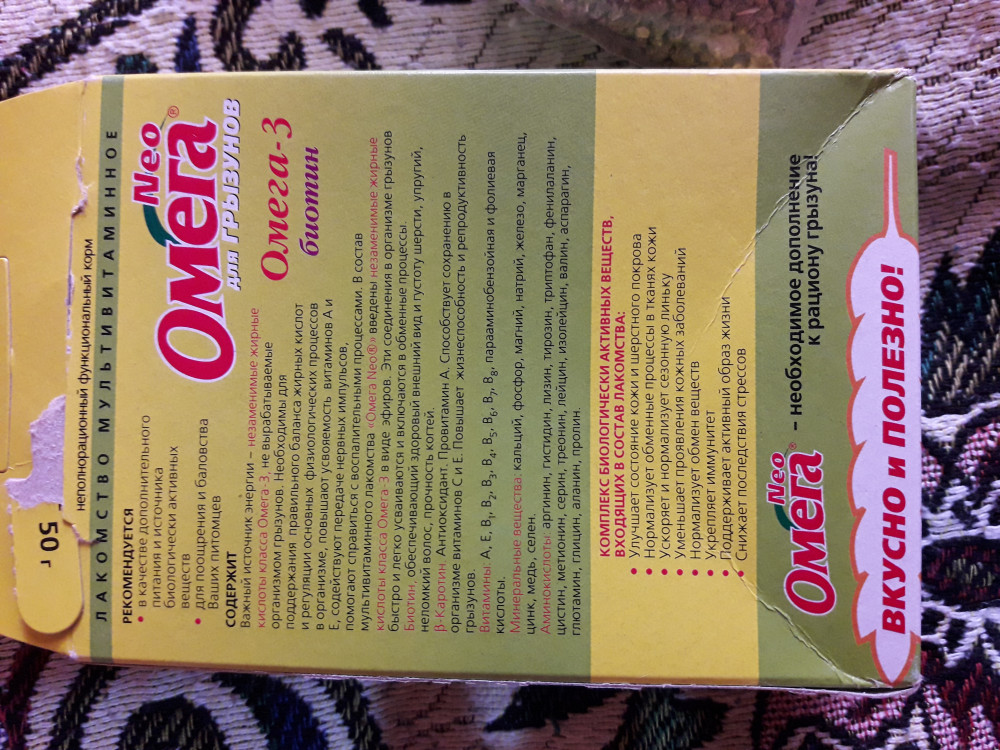 50 г
неполнорационный функциональный корм
ЛАКОМСТВО МУЛЬТИВИТАМИННОЕ
РЕКОМЕНДУЕТСЯ
• в качестве дополнительного
питания и источника
биологически активных
веществ
• для поощрения и баловства
Ваших питомцев
Омега Neo®
для ГРЫЗУНОВ
Омега-3
биотин
СОДЕРЖИТ
Важный источник энергии – незаменимые жирные
кислоты класса Омега-3, не вырабатываемые
организмом грызунов. Необходимы для
поддержания правильного баланса жирных кислот
и регуляции основных физиологических процессов
в организме, повышают усвояемость витаминов А и
Е, содействуют передаче нервных импульсов,
помогают справиться с воспалительными процессами. В состав
мультивитаминного лакомства «Омега Neo®» введены незаменимые жирные
кислоты класса Омега-3 в виде эфиров. Эти соединения в организме грызунов
быстро и легко усваиваются и включаются в обменные процессы.
Биотин, обеспечивающий здоровый внешний вид и густоту шерсти, упругий,
неломкий волос, прочность когтей.
β-Каротин. Антиоксидант. Провитамин А. Способствует сохранению в
организме витаминов С и Е. Повышает жизнеспособность и репродуктивность
грызунов.
Витамины: А, Е, В₁, В₂, В₃, В₄, В₅, В₆, В₇, В₈, парааминобензойная и фолиевая
кислоты.
Минеральные вещества: кальций, фосфор, магний, натрий, железо, марганец,
цинк, медь, селен.
Аминокислоты: аргинин, гистидин, лизин, тирозин, триптофан, фенилаланин,
цистин, метионин, серин, треонин, лейцин, изолейцин, валин, аспарагин,
глютамин, глицин, аланин, пролин.
КОМПЛЕКС БИОЛОГИЧЕСКИ АКТИВНЫХ ВЕЩЕСТВ,
ВХОДЯЩИХ В СОСТАВ ЛАКОМСТВА:
• Улучшает состояние кожи и шерстного покрова
• Нормализует обменные процессы в тканях кожи
• Ускоряет и нормализует сезонную линьку
• Уменьшает проявления кожных заболеваний
• Нормализует обмен веществ
• Укрепляет иммунитет
• Поддерживает активный образ жизни
• Снижает последствия стрессов
Омега Neo® – необходимое дополнение
к рациону грызуна!
ВКУСНО и ПОЛЕЗНО!